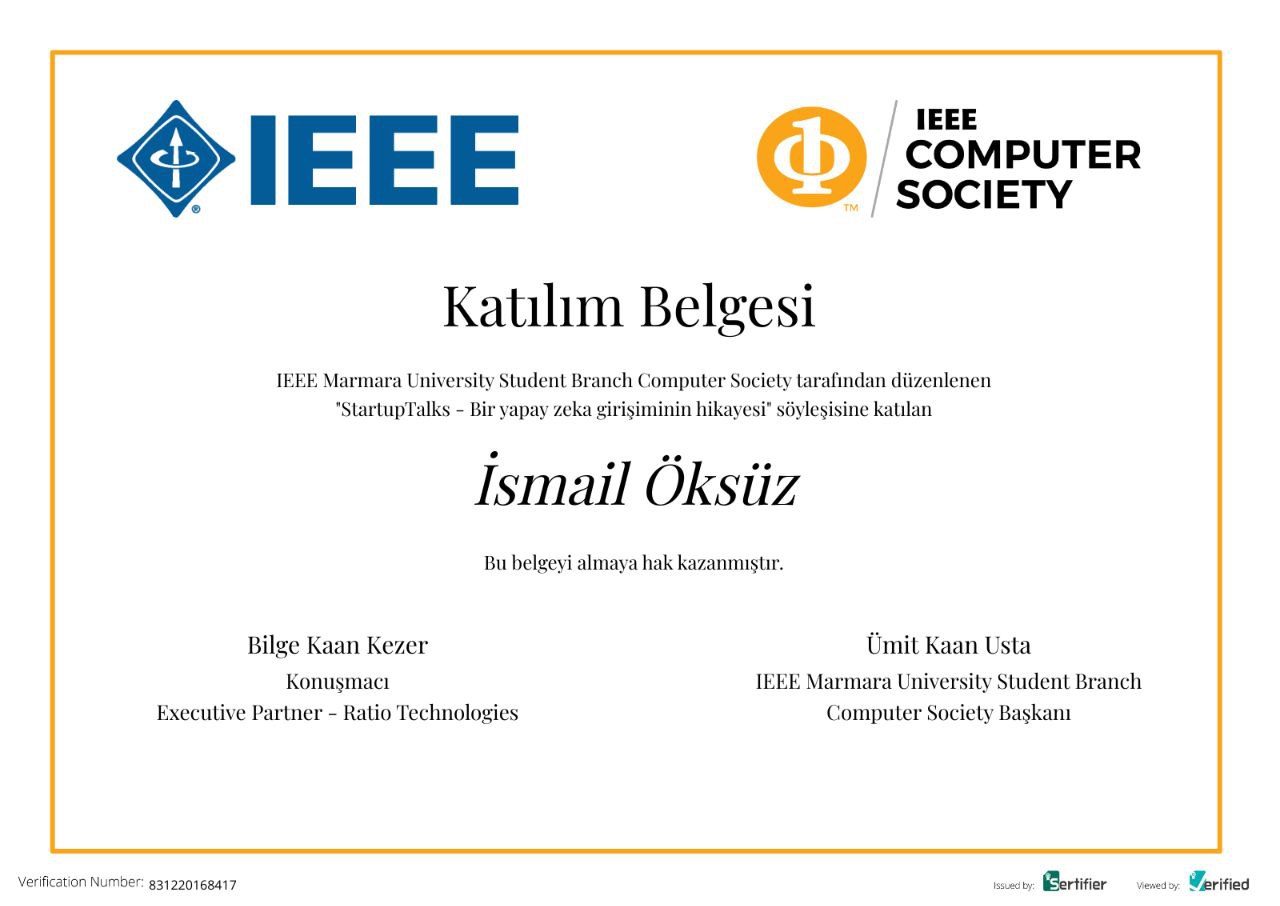 IEEE
IEEE
COMPUTER
SOCIETY
TM
Katılım Belgesi
IEEE Marmara University Student Branch Computer Society tarafından düzenlenen
"StartupTalks - Bir yapay zeka girişiminin hikayesi" söyleşisine katılan
İsmail Öksüz
Bu belgeyi almaya hak kazanmıştır.
Bilge Kaan Kezer
Konuşmacı
Executive Partner - Ratio Technologies
Ümit Kaan Usta
IEEE Marmara University Student Branch
Computer Society Başkanı
Verification Number: 831220168417
Issued by: Sertifier
Viewed by: Verified